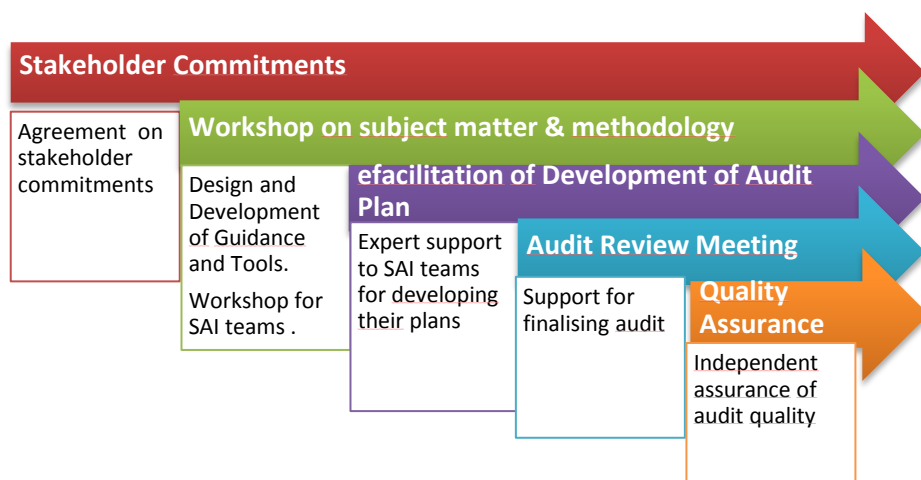 Stakeholder Commitments
Agreement on
stakeholder
commitments
Workshop on subject matter & methodology
Design and
Development
of Guidance
and Tools.
Workshop for
SAI teams .
efacilitation of Development of Audit
Plan
Expert support
to SAI teams
for developing
their plans
Audit Review Meeting
Support for
finalising audit
Quality
Assurance
Independent
assurance of
audit quality